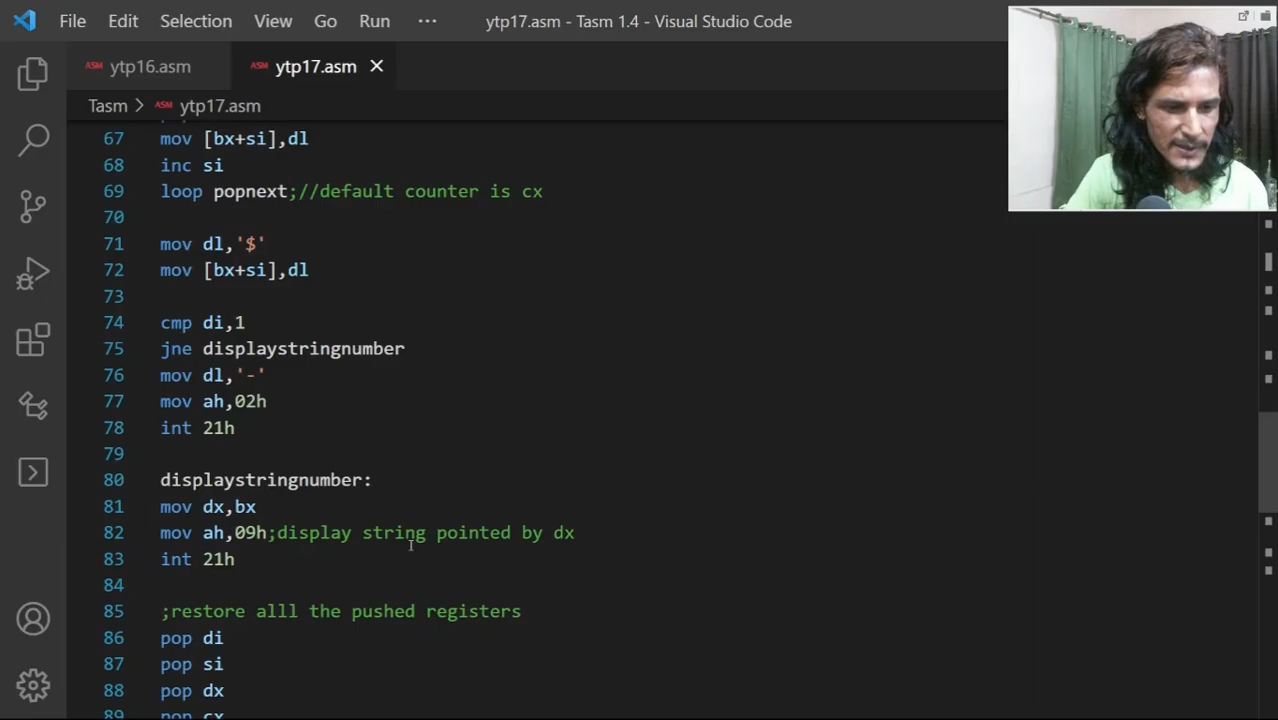 File Edit Selection View Go Run ··· ytp17.asm - Tasm 1.4 - Visual Studio Code
ASM ytp16.asm ASM ytp17.asm
Tasm > ASM ytp17.asm
67 mov [bx+si],dl
68 inc si
69 loop popnext;//default counter is cx
70
71 mov dl,'$'
72 mov [bx+si],dl
73
74 cmp di,1
75 jne displaystringnumber
76 mov dl,'-'
77 mov ah,02h
78 int 21h
79
80 displaystringnumber:
81 mov dx,bx
82 mov ah,09h;display string pointed by dx
83 int 21h
84
85 ;restore alll the pushed registers
86 pop di
87 pop si
88 pop dx
89 pop cx